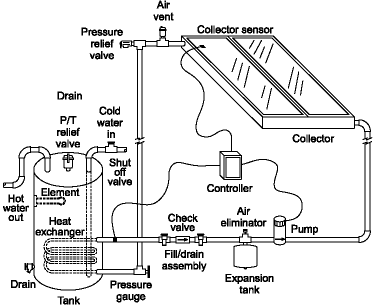 Air
vent
Collector sensor
Pressure
relief
valve
Drain
P/T
relief
valve
Cold
water
in
Shut
off
valve
Collector
Controller
Hot
water
out
Element
Heat
exchanger
Check
valve
Air
eliminator
Pump
Fill/drain
assembly
Expansion
tank
Drain
Tank
Pressure
gauge